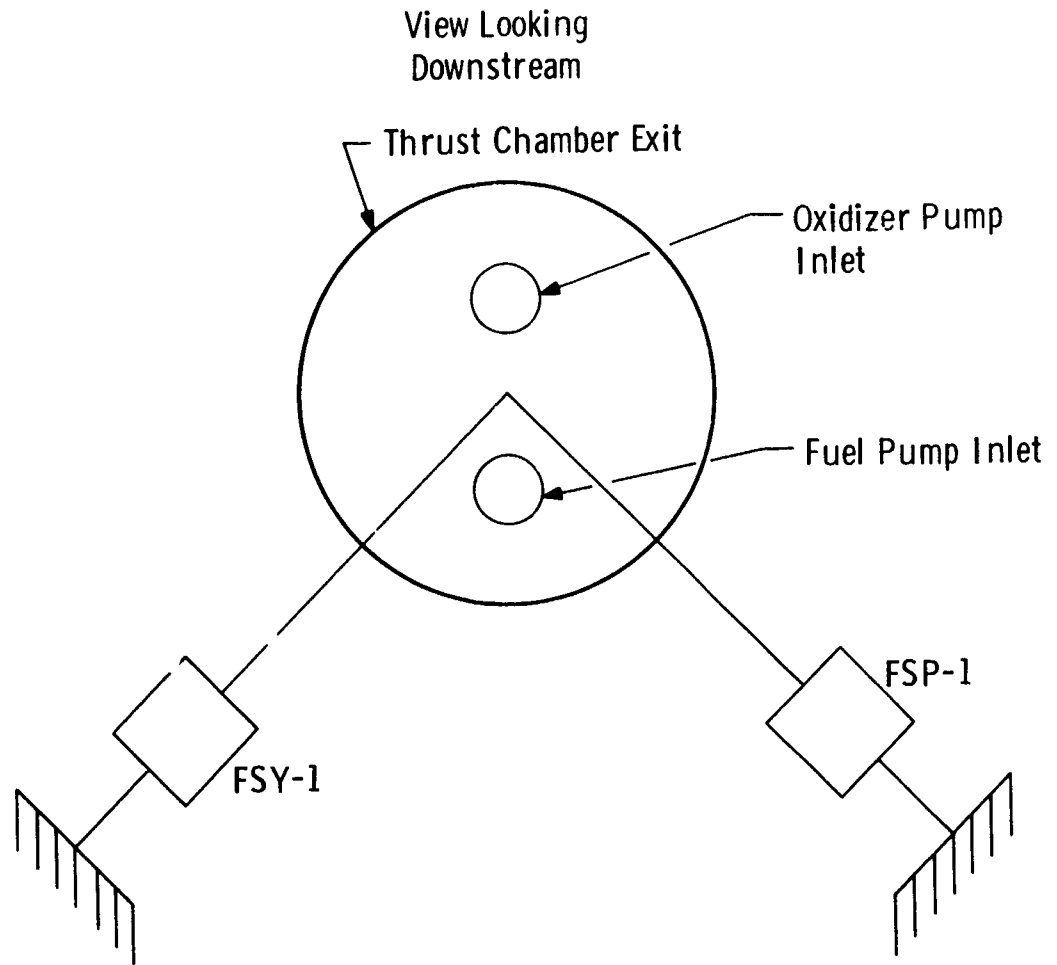 View Looking
Downstream
Thrust Chamber Exit
Oxidizer Pump
Inlet
Fuel Pump Inlet
FSP-1
FSY-1